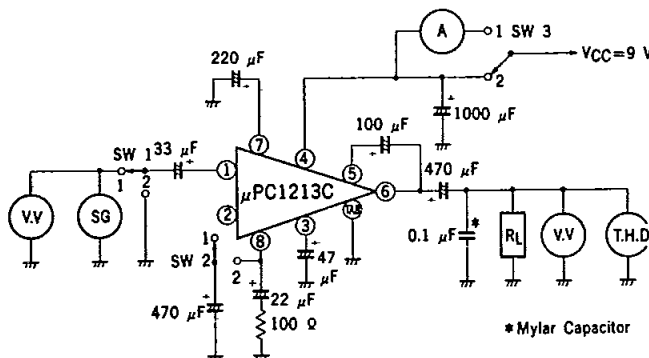 A
1 SW 3
VCC=9 V
2
220 μF
+
1000 μF
+
7
4
100 μF
+
5
SW 1
33 μF
+
1
2
1
μPC1213C
6
470 μF
+
V.V
SG
2
TAB
8
3
0.1 μF
*
RL
V.V
T.H.D
1
SW 2
2
47 μF
+
470 μF
+
22 μF
+
100 Ω
* Mylar Capacitor